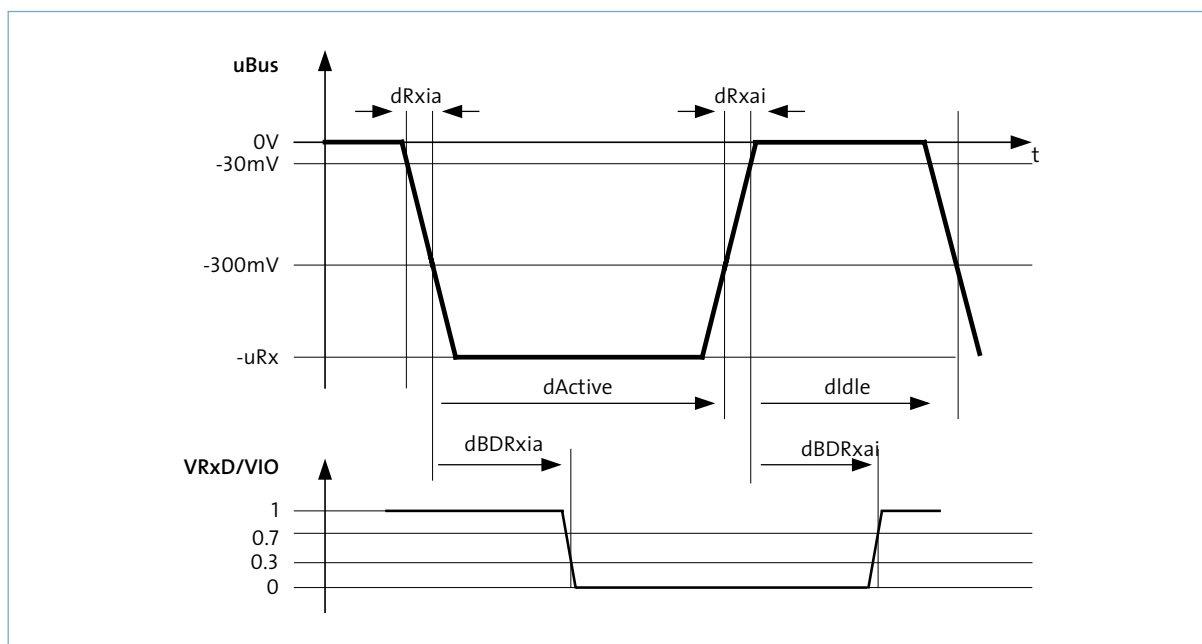 uBus
dRxia
dRxai
0V
t
-30mV
-300mV
-uRx
dActive
dIdle
dBDRxia
dBDRxai
VRxD/VIO
1
0.7
0.3
0